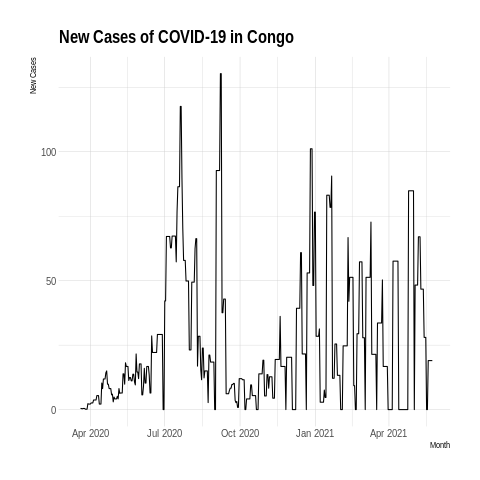 New Cases of COVID-19 in Congo
New Cases
100
50
0
Apr 2020 Jul 2020 Oct 2020 Jan 2021 Apr 2021
Month